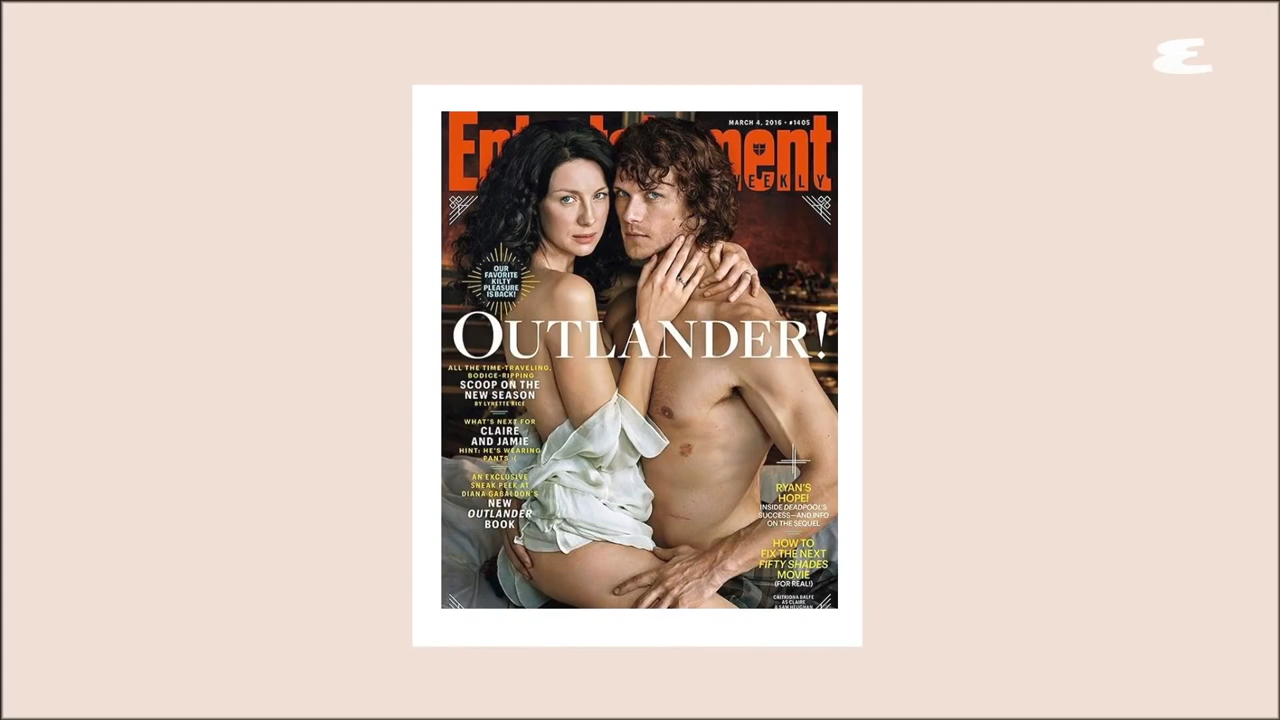 MARCH 4, 2016 • #1405
Entertainment
WEEKLY
OUR
FAVORITE
KILTY
PLEASURE
IS BACK!
OUTLANDER!
ALL THE TIME-TRAVELING,
BODICE-RIPPING
SCOOP ON THE
NEW SEASON
BY LYNETTE RICE
WHAT'S NEXT FOR
CLAIRE
AND JAMIE
HINT: HE'S WEARING
PANTS :(
AN EXCLUSIVE
SNEAK PEEK AT
DIANA GABALDON'S
NEW
OUTLANDER
BOOK
RYAN'S
HOPE!
INSIDE DEADPOOL'S
SUCCESS—AND INFO
ON THE SEQUEL
HOW TO
FIX THE NEXT
FIFTY SHADES
MOVIE
(FOR REAL!)
CAITRIONA BALFE
AS CLAIRE
& SAM HEUGHAN